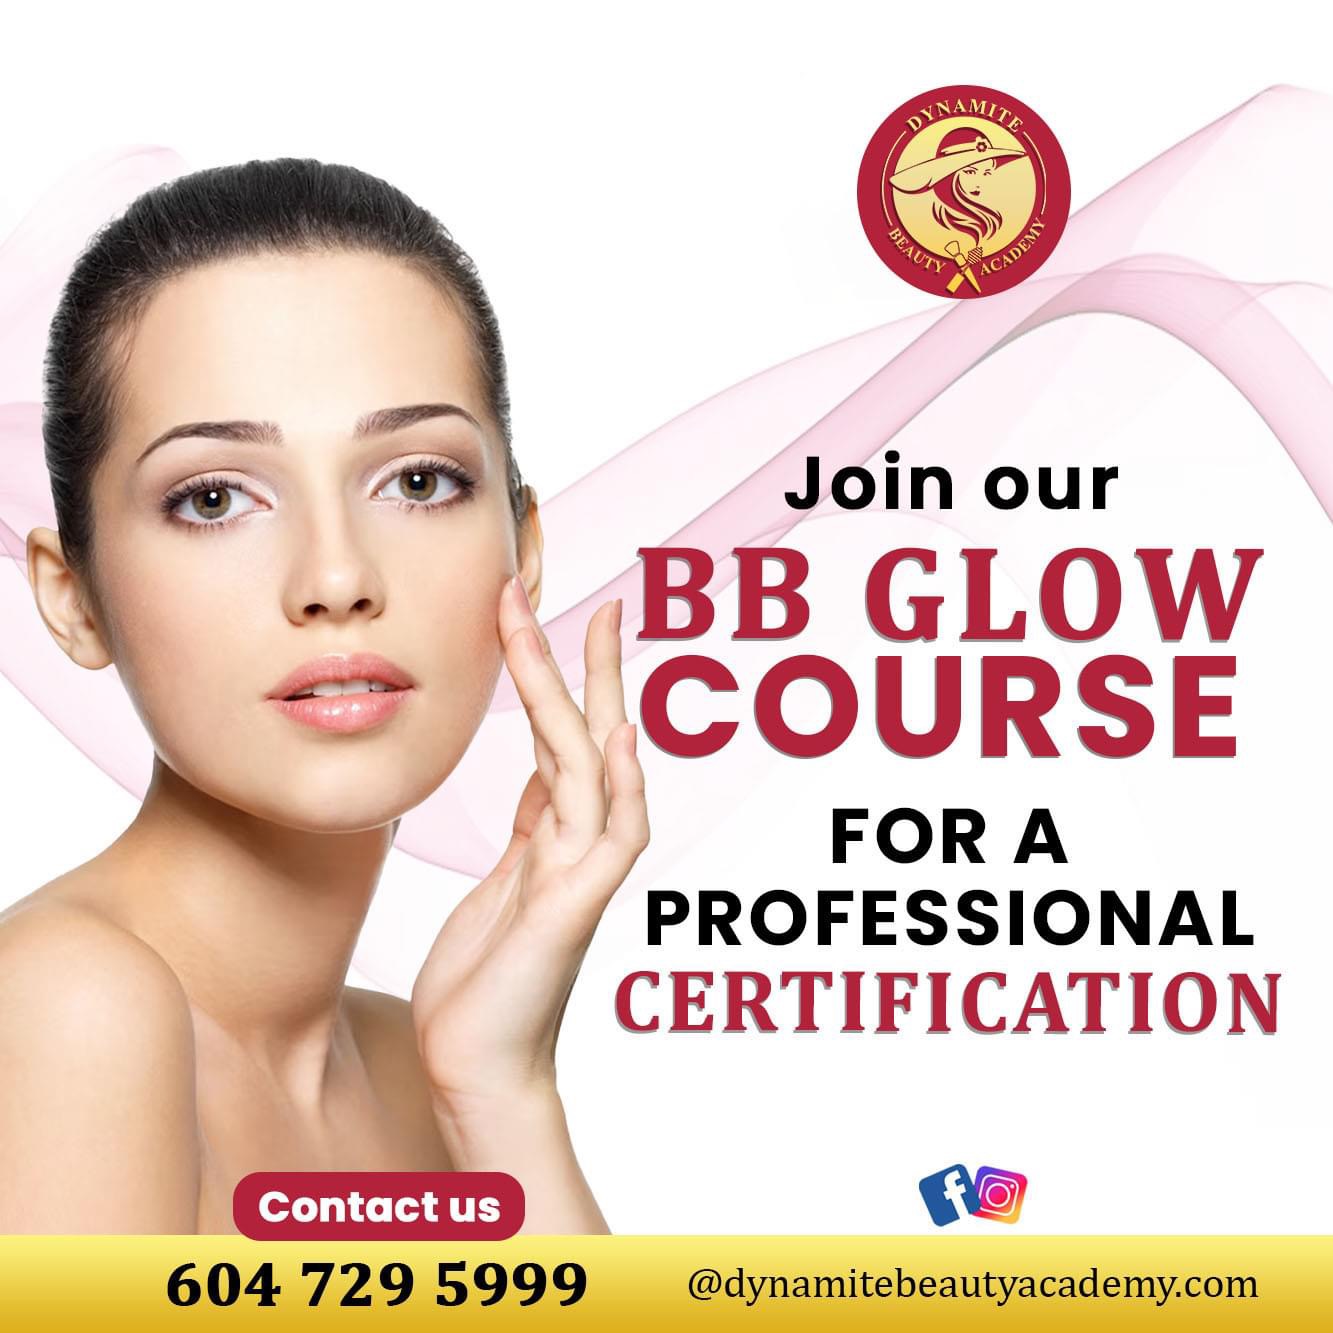 DYNAMITE
BEAUTY ACADEMY
Join our
BB GLOW
COURSE
FOR A
PROFESSIONAL
CERTIFICATION
Contact us
604 729 5999
@dynamitebeautyacademy.com